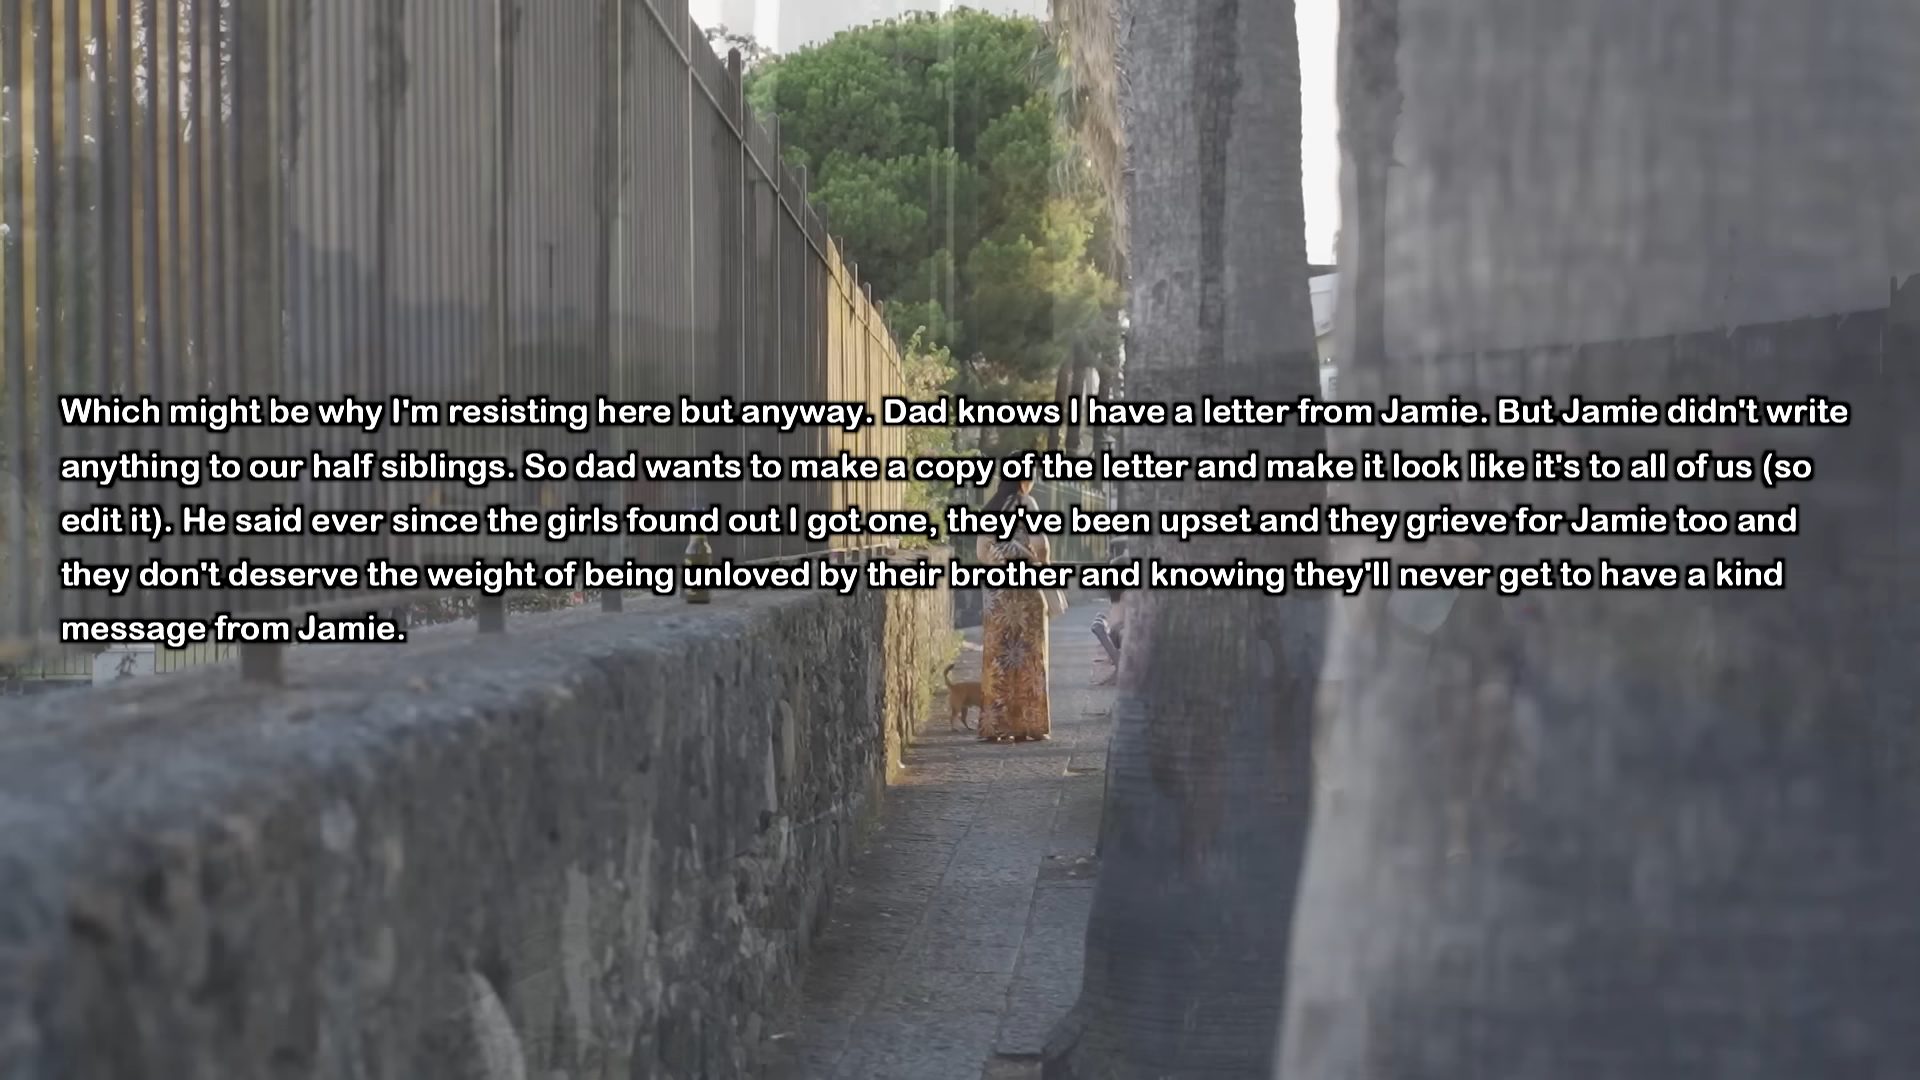 Which might be why I'm resisting here but anyway. Dad knows I have a letter from Jamie. But Jamie didn't write
anything to our half siblings. So dad wants to make a copy of the letter and make it look like it's to all of us (so
edit it). He said ever since the girls found out I got one, they've been upset and they grieve for Jamie too and
they don't deserve the weight of being unloved by their brother and knowing they'll never get to have a kind
message from Jamie.